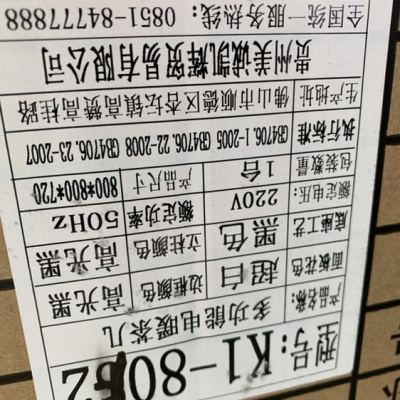 型号: K1-802
产品名称: 多功能电暖茶几
面板花色 超白 边框颜色 高光黑
底座工艺 黑色 立柱颜色 高光黑
额定电压: 220V 额定功率 50Hz
包装数量 1台 产品尺寸 800*800*720
执行标准 GB4706.1-2005 GB4706.22-2008 GB4706.23-2007
生产地址 佛山市顺德区杏坛镇高赞高桂路
贵州美诚明辉贸易有限公司
全国统一服务热线: 0851-84777888